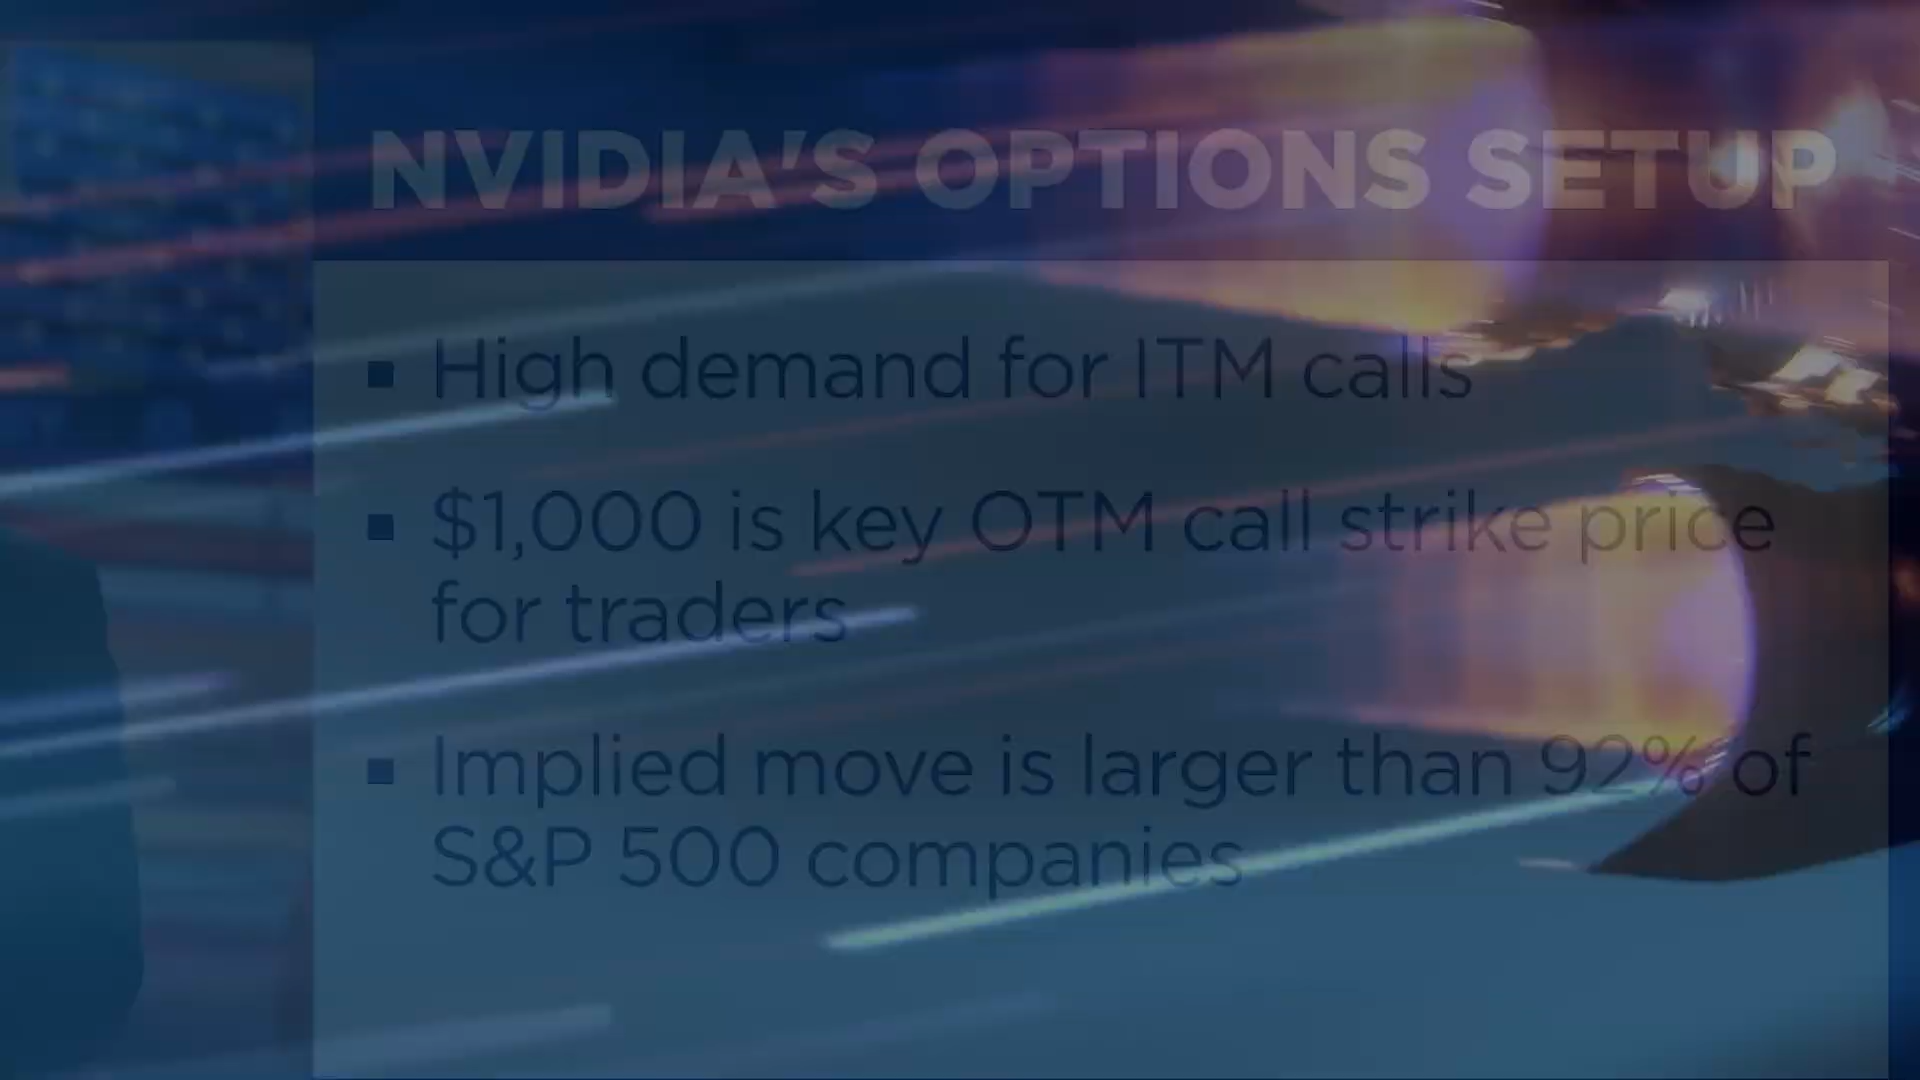 NVIDIA'S OPTIONS SETUP
▪ High demand for ITM calls
▪ $1,000 is key OTM call strike price
for traders
▪ Implied move is larger than 92% of
S&P 500 companies